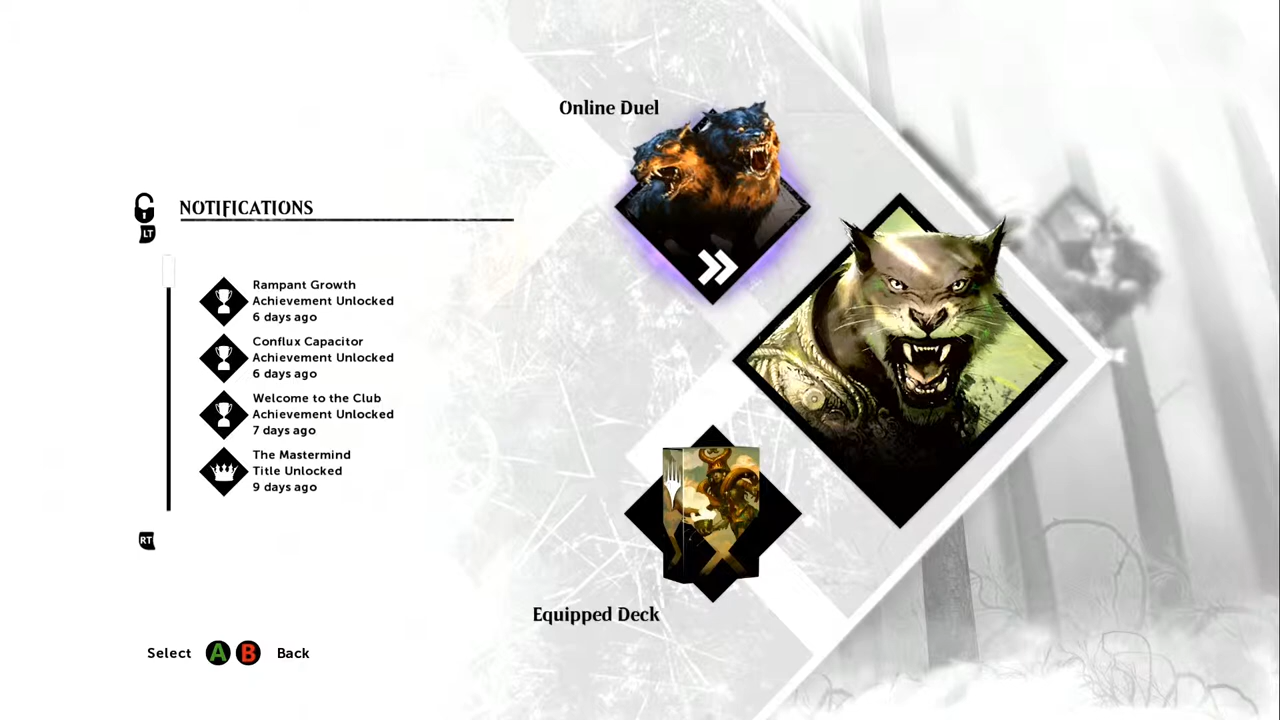 Online Duel
NOTIFICATIONS
LT
Rampant Growth
Achievement Unlocked
6 days ago
Conflux Capacitor
Achievement Unlocked
6 days ago
Welcome to the Club
Achievement Unlocked
7 days ago
The Mastermind
Title Unlocked
9 days ago
RT
Equipped Deck
Select A B Back